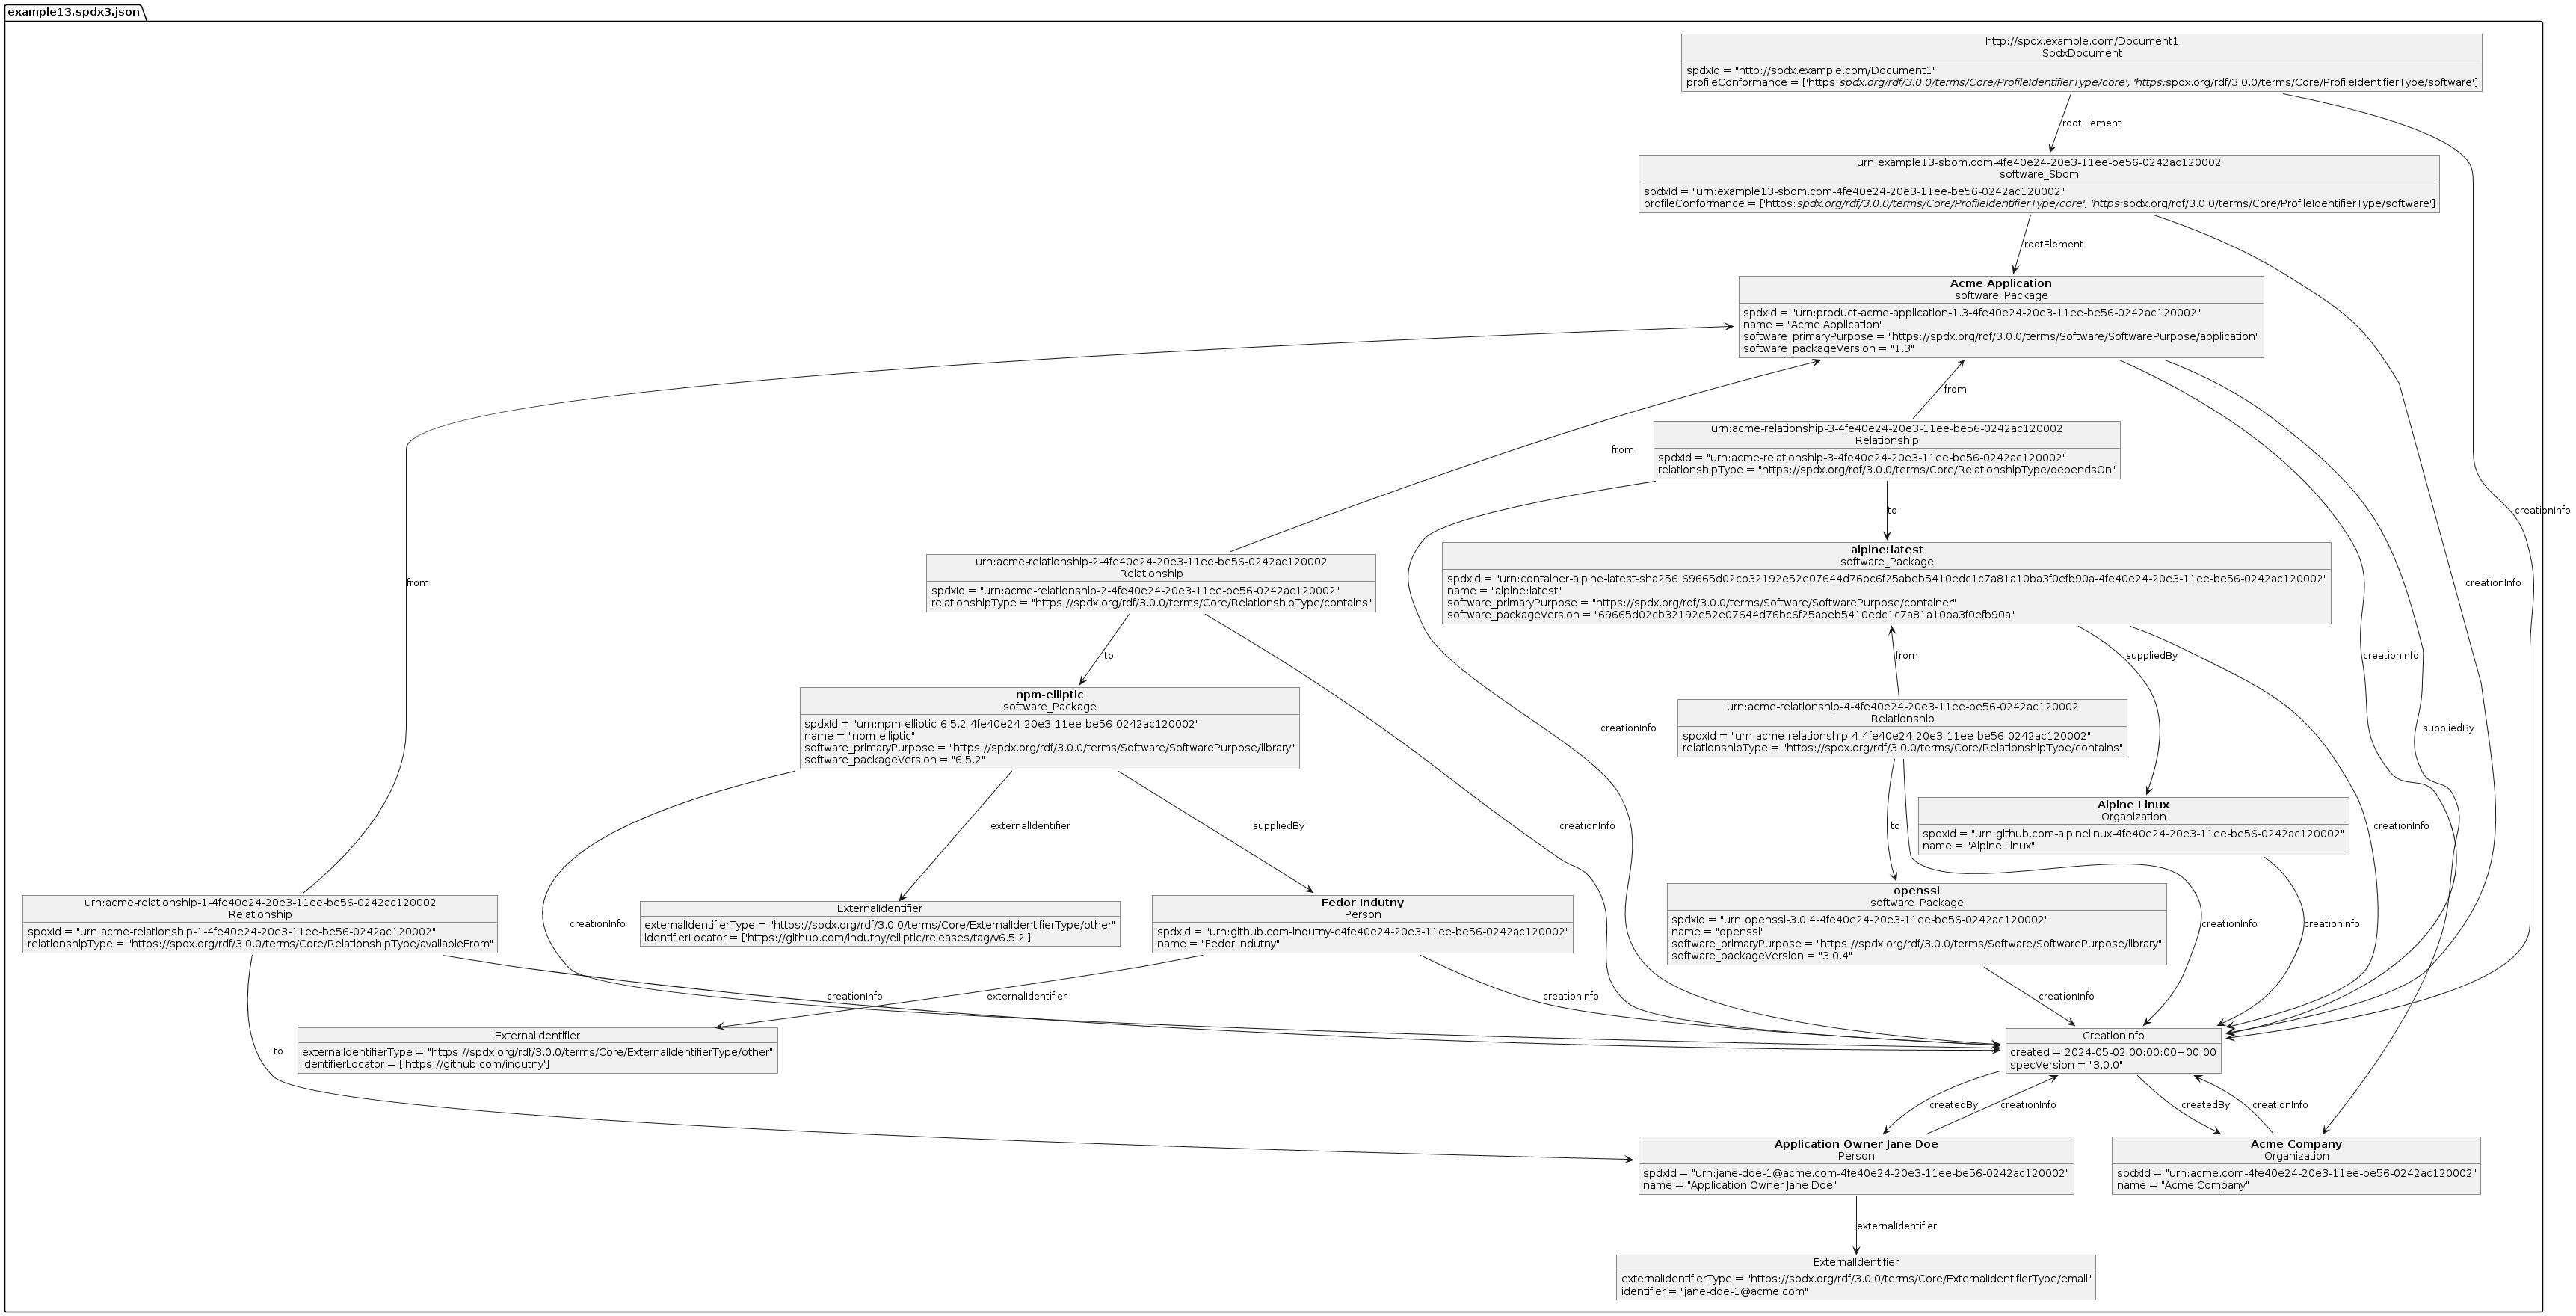 example13.spdx3.json
http://spdx.example.com/Document1
SpdxDocument
spdxId = "http://spdx.example.com/Document1"
profileConformance = ['https:spdx.org/rdf/3.0.0/terms/Core/ProfileIdentifierType/core', 'https:spdx.org/rdf/3.0.0/terms/Core/ProfileIdentifierType/software']
rootElement
urn:example13-sbom.com-4fe40e24-20e3-11ee-be56-0242ac120002
software_Sbom
spdxId = "urn:example13-sbom.com-4fe40e24-20e3-11ee-be56-0242ac120002"
profileConformance = ['https:spdx.org/rdf/3.0.0/terms/Core/ProfileIdentifierType/core', 'https:spdx.org/rdf/3.0.0/terms/Core/ProfileIdentifierType/software']
rootElement
Acme Application
software_Package
spdxId = "urn:product-acme-application-1.3-4fe40e24-20e3-11ee-be56-0242ac120002"
name = "Acme Application"
software_primaryPurpose = "https://spdx.org/rdf/3.0.0/terms/Software/SoftwarePurpose/application"
software_packageVersion = "1.3"
from
urn:acme-relationship-3-4fe40e24-20e3-11ee-be56-0242ac120002
Relationship
spdxId = "urn:acme-relationship-3-4fe40e24-20e3-11ee-be56-0242ac120002"
relationshipType = "https://spdx.org/rdf/3.0.0/terms/Core/RelationshipType/dependsOn"
from
to
creationInfo
urn:acme-relationship-2-4fe40e24-20e3-11ee-be56-0242ac120002
Relationship
spdxId = "urn:acme-relationship-2-4fe40e24-20e3-11ee-be56-0242ac120002"
relationshipType = "https://spdx.org/rdf/3.0.0/terms/Core/RelationshipType/contains"
alpine:latest
software_Package
spdxId = "urn:container-alpine-latest-sha256:69665d02cb32192e52e07644d76bc6f25abeb5410edc1c7a81a10ba3f0efb90a-4fe40e24-20e3-11ee-be56-0242ac120002"
name = "alpine:latest"
software_primaryPurpose = "https://spdx.org/rdf/3.0.0/terms/Software/SoftwarePurpose/container"
software_packageVersion = "69665d02cb32192e52e07644d76bc6f25abeb5410edc1c7a81a10ba3f0efb90a"
from
creationInfo
to
from
suppliedBy
creationInfo
npm-elliptic
software_Package
spdxId = "urn:npm-elliptic-6.5.2-4fe40e24-20e3-11ee-be56-0242ac120002"
name = "npm-elliptic"
software_primaryPurpose = "https://spdx.org/rdf/3.0.0/terms/Software/SoftwarePurpose/library"
software_packageVersion = "6.5.2"
creationInfo
urn:acme-relationship-4-4fe40e24-20e3-11ee-be56-0242ac120002
Relationship
spdxId = "urn:acme-relationship-4-4fe40e24-20e3-11ee-be56-0242ac120002"
relationshipType = "https://spdx.org/rdf/3.0.0/terms/Core/RelationshipType/contains"
suppliedBy
Alpine Linux
Organization
spdxId = "urn:github.com-alpinelinux-4fe40e24-20e3-11ee-be56-0242ac120002"
name = "Alpine Linux"
externalIdentifier
suppliedBy
creationInfo
to
creationInfo
urn:acme-relationship-1-4fe40e24-20e3-11ee-be56-0242ac120002
Relationship
spdxId = "urn:acme-relationship-1-4fe40e24-20e3-11ee-be56-0242ac120002"
relationshipType = "https://spdx.org/rdf/3.0.0/terms/Core/RelationshipType/availableFrom"
creationInfo
ExternalIdentifier
externalIdentifierType = "https://spdx.org/rdf/3.0.0/terms/Core/ExternalIdentifierType/other"
identifierLocator = ['https://github.com/indutny/elliptic/releases/tag/v6.5.2']
Fedor Indutny
Person
spdxId = "urn:github.com-indutny-c4fe40e24-20e3-11ee-be56-0242ac120002"
name = "Fedor Indutny"
openssl
software_Package
spdxId = "urn:openssl-3.0.4-4fe40e24-20e3-11ee-be56-0242ac120002"
name = "openssl"
software_primaryPurpose = "https://spdx.org/rdf/3.0.0/terms/Software/SoftwarePurpose/library"
software_packageVersion = "3.0.4"
creationInfo
creationInfo
creationInfo
externalIdentifier
creationInfo
creationInfo
to
ExternalIdentifier
externalIdentifierType = "https://spdx.org/rdf/3.0.0/terms/Core/ExternalIdentifierType/other"
identifierLocator = ['https://github.com/indutny']
CreationInfo
created = 2024-05-02 00:00:00+00:00
specVersion = "3.0.0"
createdBy
creationInfo
createdBy
creationInfo
Application Owner Jane Doe
Person
spdxId = "urn:jane-doe-1@acme.com-4fe40e24-20e3-11ee-be56-0242ac120002"
name = "Application Owner Jane Doe"
Acme Company
Organization
spdxId = "urn:acme.com-4fe40e24-20e3-11ee-be56-0242ac120002"
name = "Acme Company"
externalIdentifier
ExternalIdentifier
externalIdentifierType = "https://spdx.org/rdf/3.0.0/terms/Core/ExternalIdentifierType/email"
identifier = "jane-doe-1@acme.com"